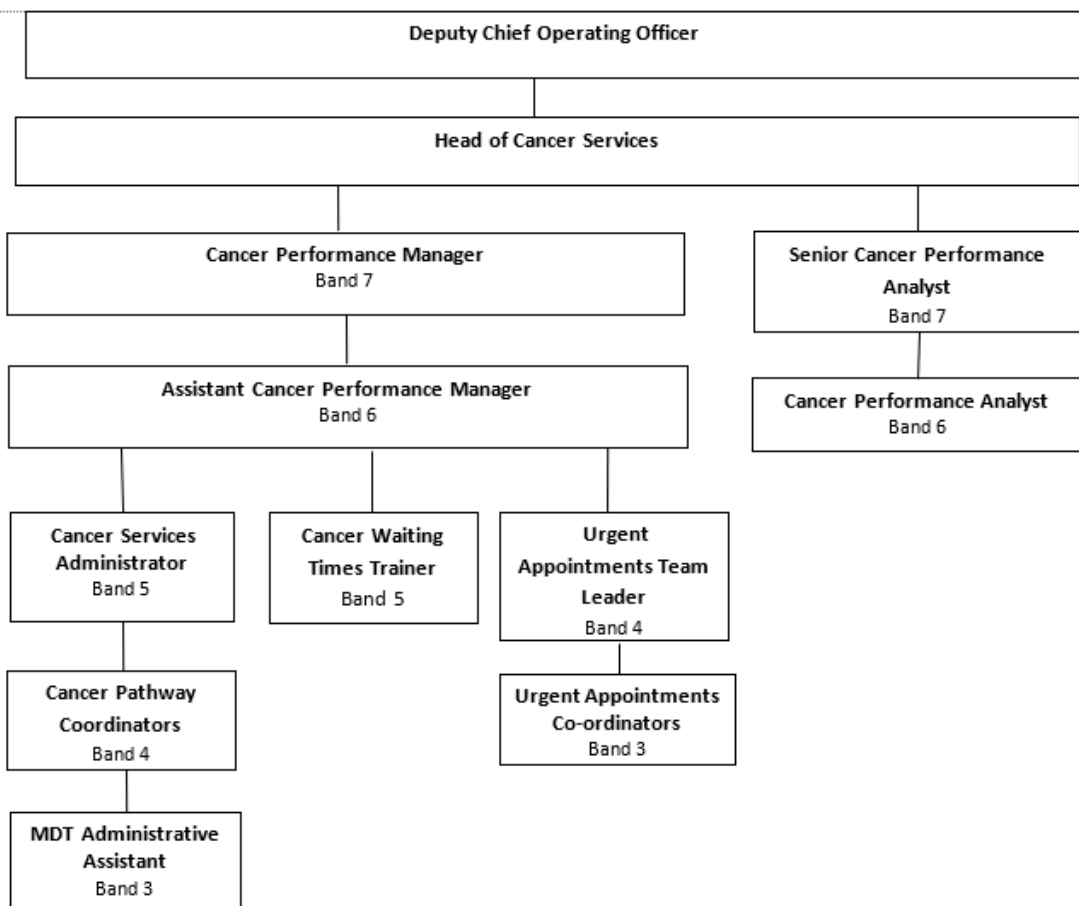 Deputy Chief Operating Officer
Head of Cancer Services
Cancer Performance Manager
Band 7
Senior Cancer Performance
Analyst
Band 7
Assistant Cancer Performance Manager
Band 6
Cancer Performance Analyst
Band 6
Cancer Services
Administrator
Band 5
Cancer Waiting
Times Trainer
Band 5
Urgent
Appointments Team
Leader
Band 4
Cancer Pathway
Coordinators
Band 4
Urgent Appointments
Co-ordinators
Band 3
MDT Administrative
Assistant
Band 3